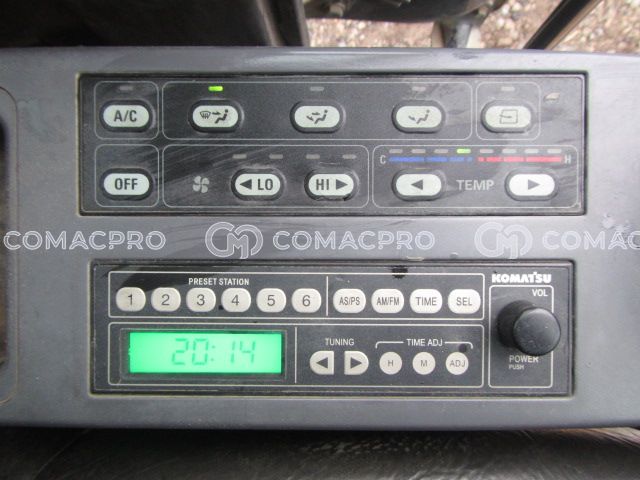 A/C
OFF
LO
HI
C
H
TEMP
COMACPRO
COMACPRO
COMACPRO
PRESET STATION
1 2 3 4 5 6
AS/PS AM/FM TIME SEL
KOMATSU
VOL
20:14
TUNING
TIME ADJ
H M ADJ
POWER
PUSH